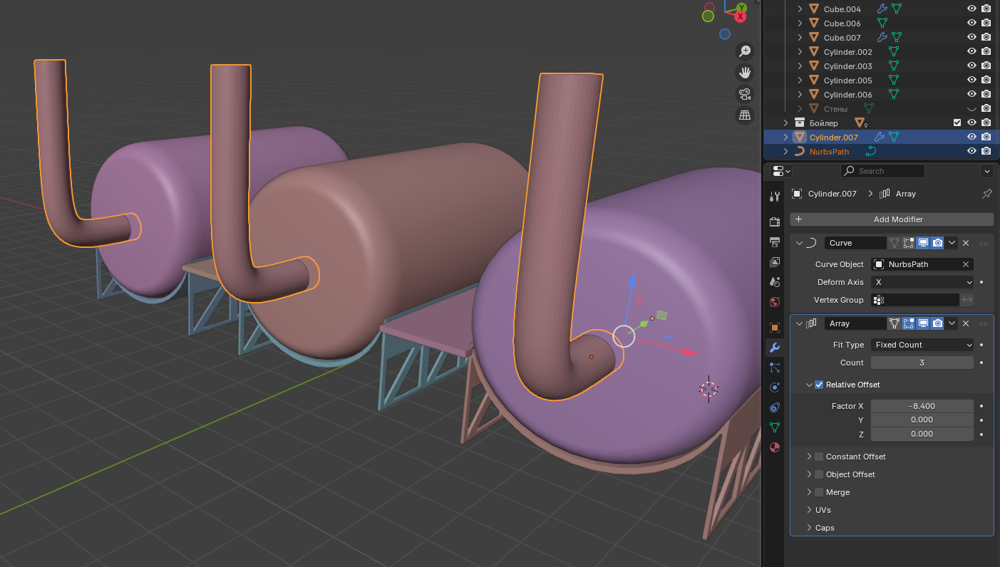 Y
X
Cube.004
Cube.006
Cube.007
Cylinder.002
Cylinder.003
Cylinder.005
Cylinder.006
Стены
Бойлер 9
Cylinder.007
NurbsPath
Search
Cylinder.007 Array
Add Modifier
Curve
Curve Object NurbsPath
Deform Axis X
Vertex Group
Array
Fit Type Fixed Count
Count 3
Relative Offset
Factor X -8.400
Y 0.000
Z 0.000
Constant Offset
Object Offset
Merge
UVs
Caps